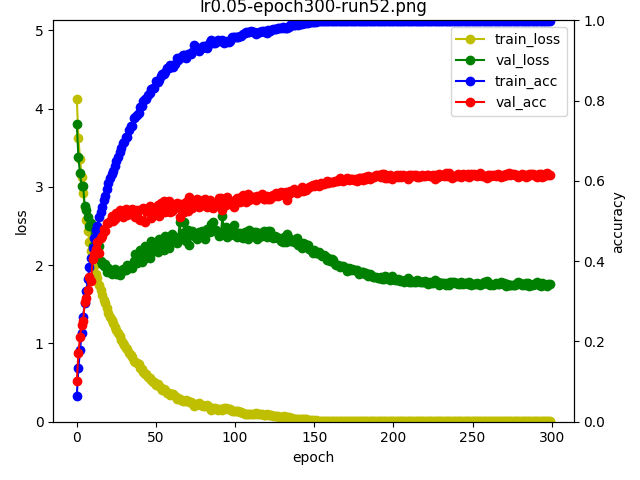 lr0.05-epoch300-run52.png
train_loss
val_loss
train_acc
val_acc
loss
5
4
3
2
1
0
accuracy
1.0
0.8
0.6
0.4
0.2
0.0
0 50 100 150 200 250 300
epoch